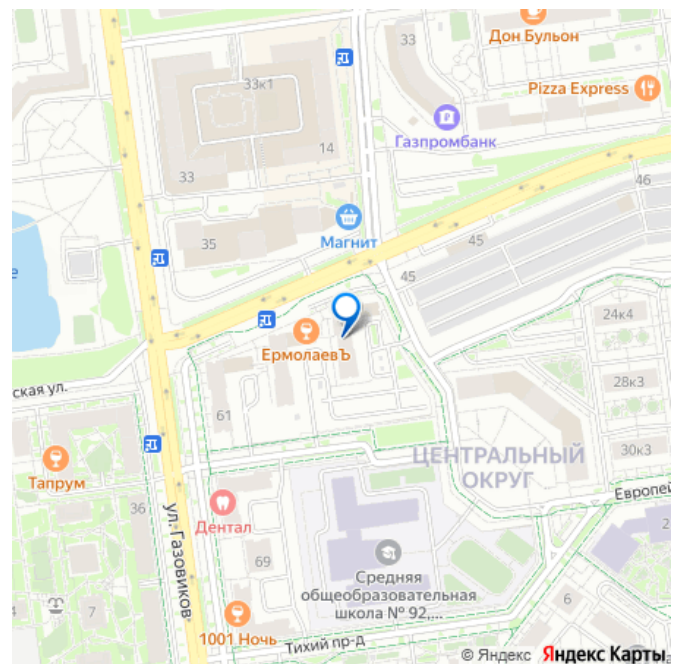 Дон Бульон
33
33к1
Pizza Express
Газпромбанк
14
33
46
Магнит
35
45
45
е
24к4
ЕрмолаевЪ
ская ул.
28к3
61
ЦЕНТРАЛЬНЫЙ
ОКРУГ
30к3
Тапрум
Европей
36
ул. Газовиков
Дентал
2
69
Средняя
общеобразовательная
школа № 92,...
7
6
1001 Ночь
Тихий пр-д
© Яндекс Яндекс Карты